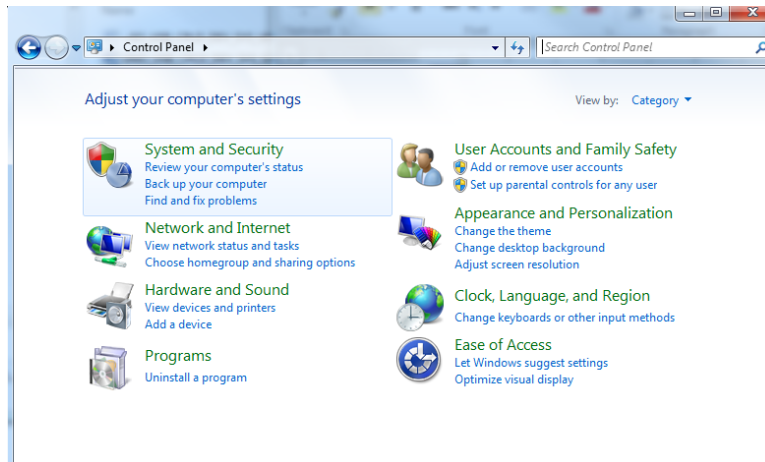 Control Panel
Search Control Panel
Adjust your computer's settings
View by: Category
System and Security
Review your computer's status
Back up your computer
Find and fix problems
Network and Internet
View network status and tasks
Choose homegroup and sharing options
Hardware and Sound
View devices and printers
Add a device
Programs
Uninstall a program
User Accounts and Family Safety
Add or remove user accounts
Set up parental controls for any user
Appearance and Personalization
Change the theme
Change desktop background
Adjust screen resolution
Clock, Language, and Region
Change keyboards or other input methods
Ease of Access
Let Windows suggest settings
Optimize visual display